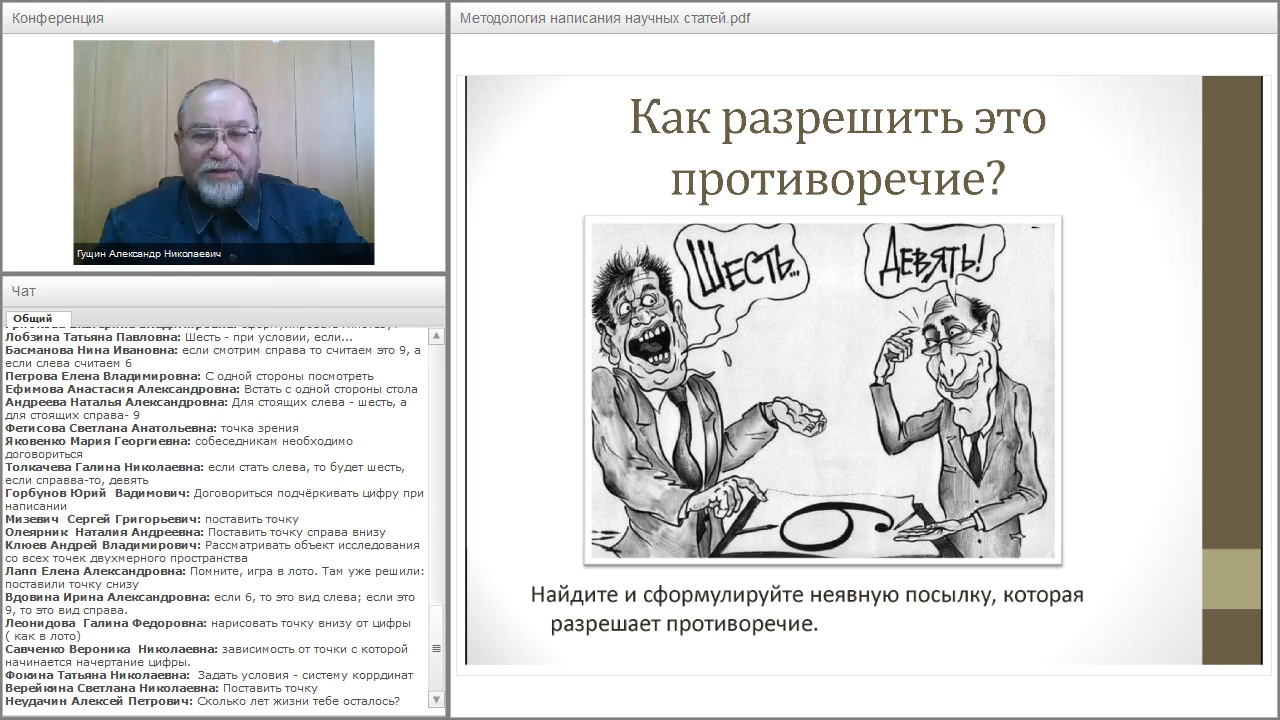 Конференция
Гущин Александр Николаевич
Чат
Общий
Лобзина Татьяна Павловна: Шесть - при условии, если...
Басманова Нина Ивановна: если смотрим справа то считаем это 9, а
если слева считаем 6
Петрова Елена Владимировна: С одной стороны посмотреть
Ефимова Анастасия Александровна: Встать с одной стороны стола
Андреева Наталья Александровна: Для стоящих слева - шесть, а
для стоящих справа- 9
Фетисова Светлана Анатольевна: точка зрения
Яковенко Мария Георгиевна: собеседникам необходимо
договориться
Толкачева Галина Николаевна: если стать слева, то будет шесть,
если справва-то, девять
Горбунов Юрий  Вадимович: Договориться подчёркивать цифру при
написании
Мизевич  Сергей Григорьевич: поставить точку
Олеярник  Наталия Андреевна: Поставить точку справа внизу
Клюев Андрей Владимирович: Рассматривать объект исследования
со всех точек двухмерного пространства
Лапп Елена Александровна: Помните, игра в лото. Там уже решили:
поставили точку снизу
Вдовина Ирина Александровна: если 6, то это вид слева; если это
9, то это вид справа.
Леонидова  Галина Федоровна: нарисовать точку внизу от цифры
( как в лото)
Савченко Вероника  Николаевна: зависимость от точки с которой
начинается начертание цифры.
Фокина Татьяна Николаевна:  Задать условия - систему коррдинат
Верейкина Светлана Николаевна: Поставить точку
Неудачин Алексей Петрович: Сколько лет жизни тебе осталось?
Методология написания научных статей.pdf
Как разрешить это
противоречие?
Шесть...
Девять!
6
Найдите и сформулируйте неявную посылку, которая
разрешает противоречие.